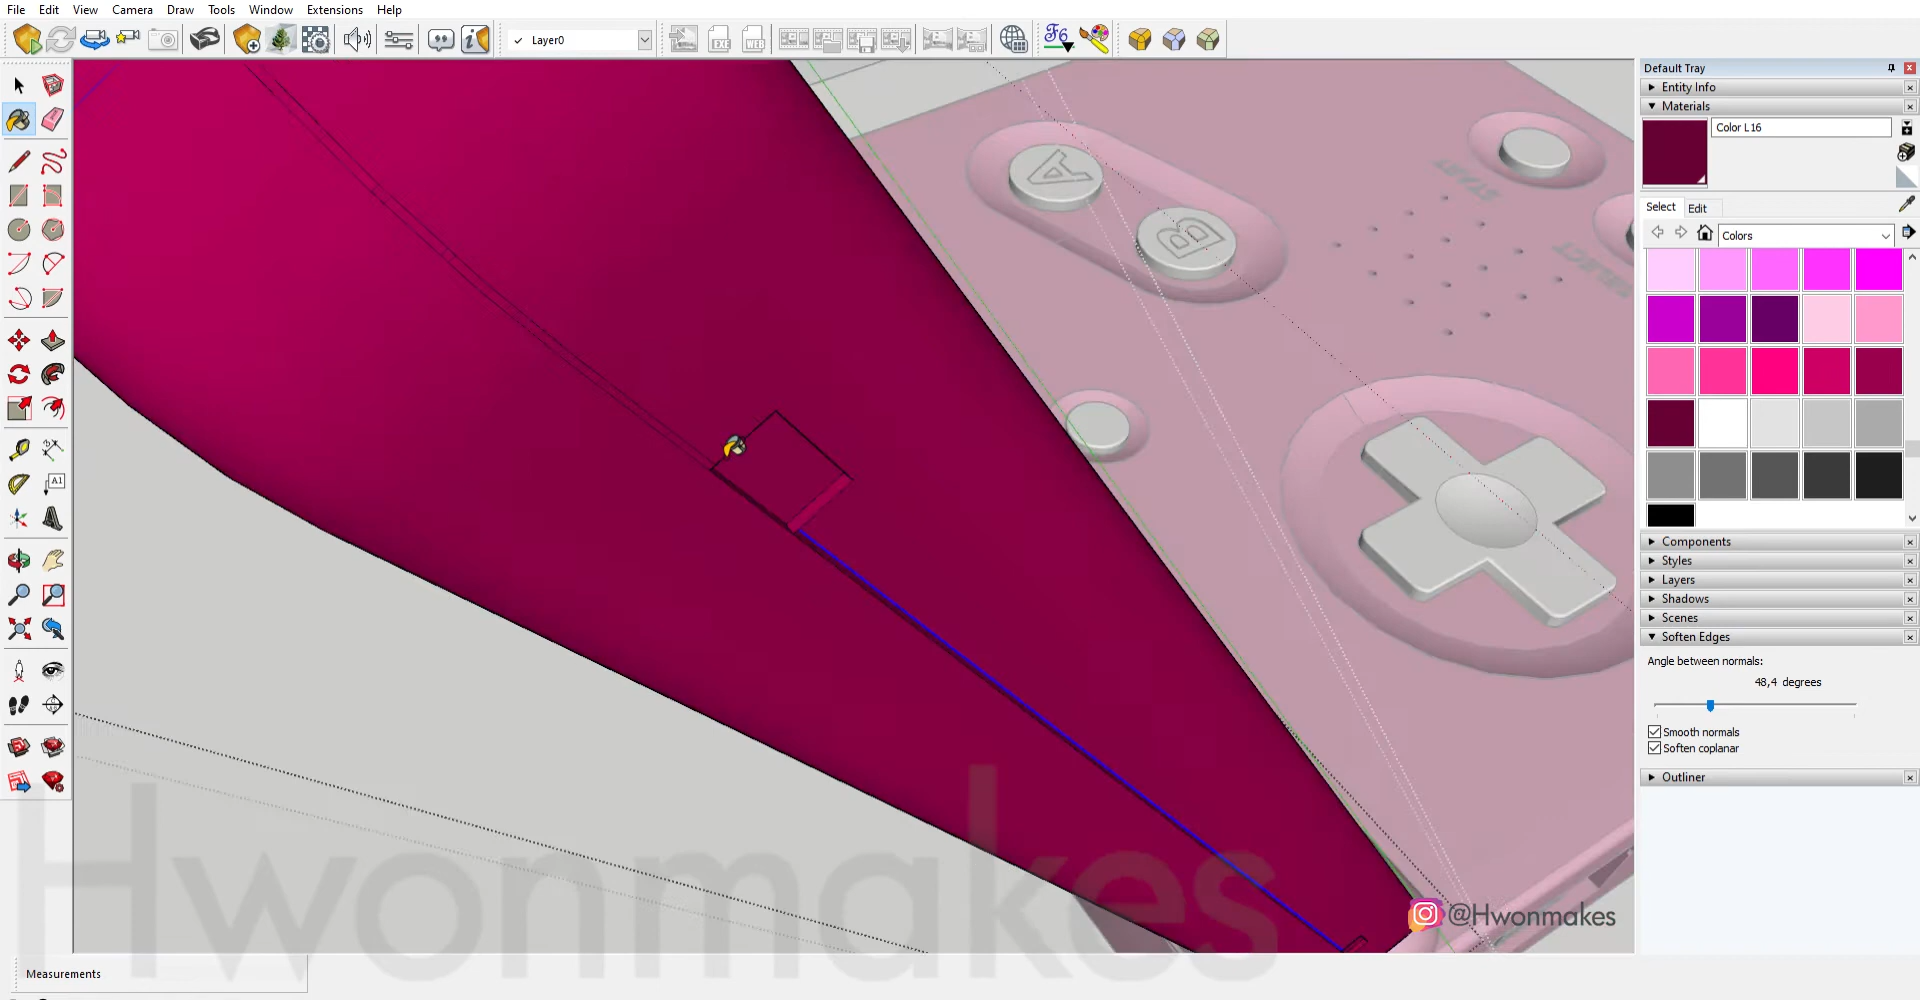 File Edit View Camera Draw Tools Window Extensions Help
Layer0
Default Tray
Entity Info
Materials
Color L16
Select Edit
Colors
Components
Styles
Layers
Shadows
Scenes
Soften Edges
Angle between normals:
48,4 degrees
Smooth normals
Soften coplanar
Outliner
A
B
START
SELECT
Hwonmakes
@Hwonmakes
Measurements